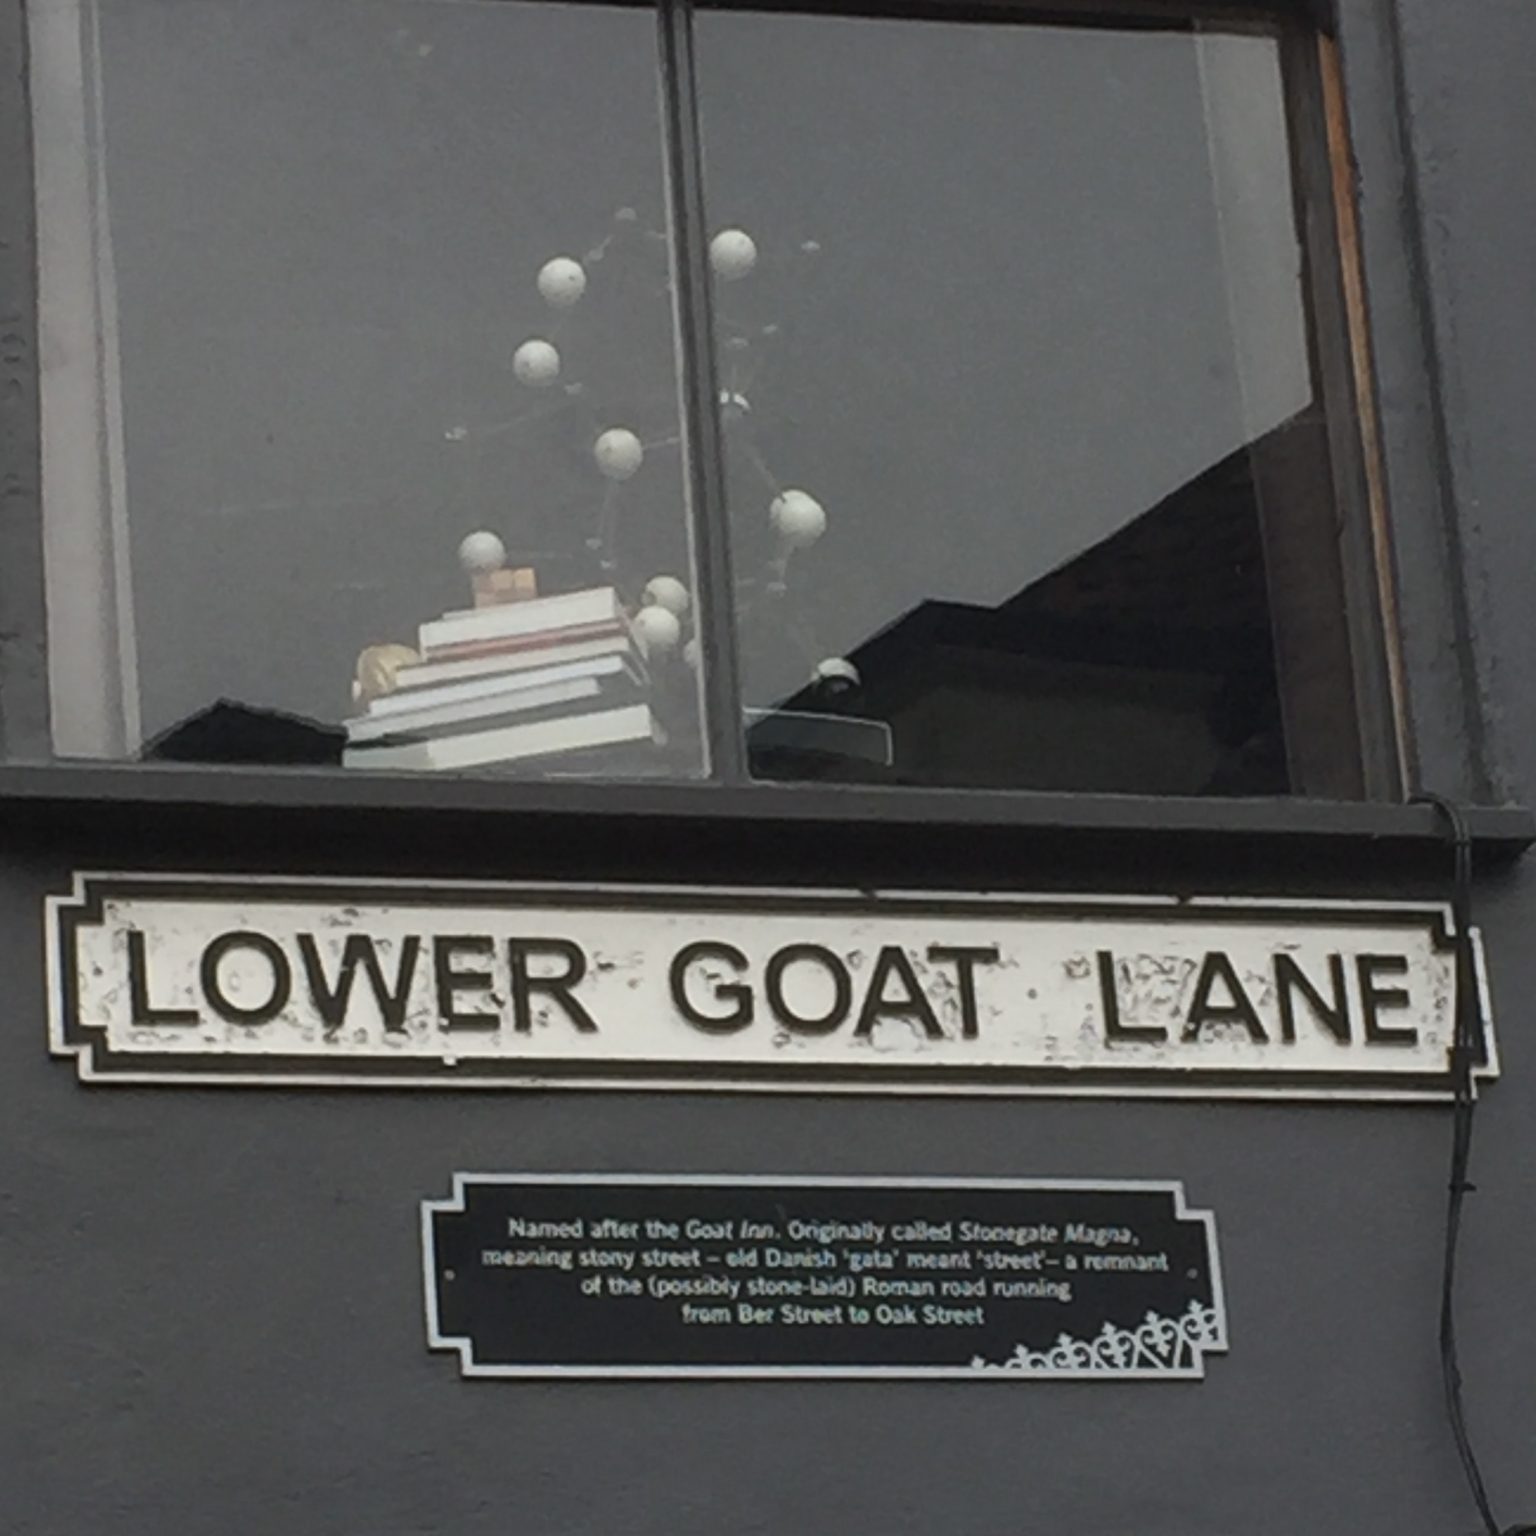 LOWER GOAT LANE
Named after the Goat Inn. Originally called Stonegate Magna,
meaning stony street – old Danish 'gata' meant 'street'– a remnant
of the (possibly stone-laid) Roman road running
from Ber Street to Oak Street